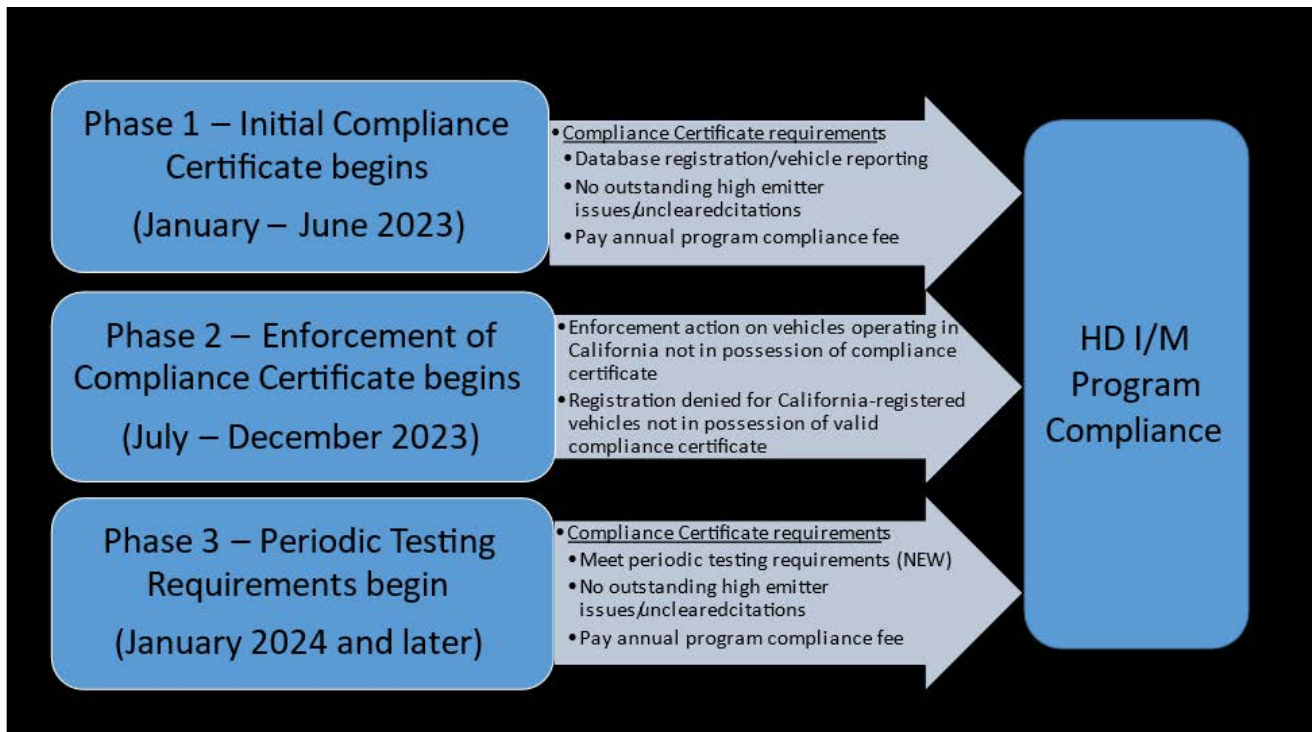 Phase 1 – Initial Compliance
Certificate begins
(January – June 2023)
• Compliance Certificate requirements
• Database registration/vehicle reporting
• No outstanding high emitter
issues/unclearedcitations
• Pay annual program compliance fee
Phase 2 – Enforcement of
Compliance Certificate begins
(July – December 2023)
• Enforcement action on vehicles operating in
California not in possession of compliance
certificate
• Registration denied for California-registered
vehicles not in possession of valid
compliance certificate
Phase 3 – Periodic Testing
Requirements begin
(January 2024 and later)
• Compliance Certificate requirements
• Meet periodic testing requirements (NEW)
• No outstanding high emitter
issues/unclearedcitations
• Pay annual program compliance fee
HD I/M
Program
Compliance